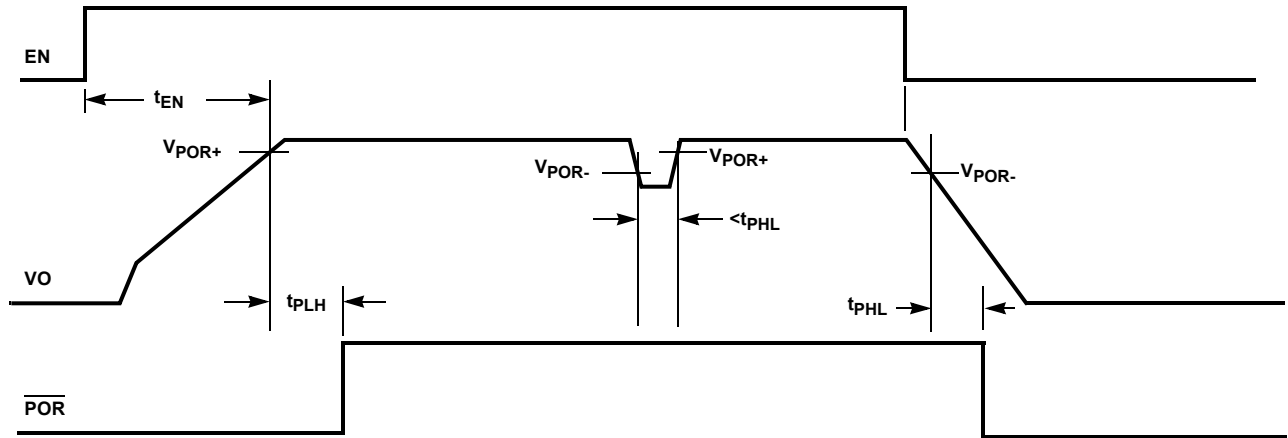 EN
tEN
VPOR+
VPOR-
VPOR+
VPOR-
<tPHL
VO
tPLH
tPHL
POR